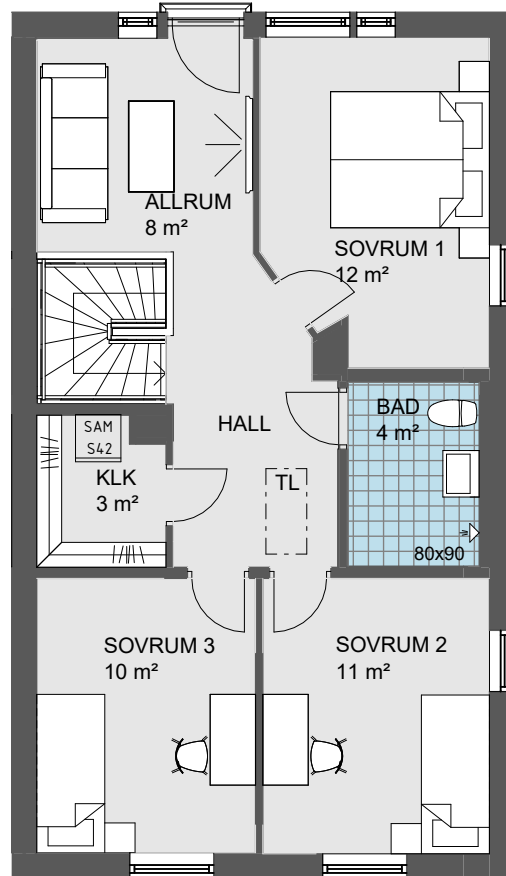 ALLRUM
8 m²
SOVRUM 1
12 m²
HALL
BAD
4 m²
SAM
S42
KLK
3 m²
TL
80x90
SOVRUM 3
10 m²
SOVRUM 2
11 m²